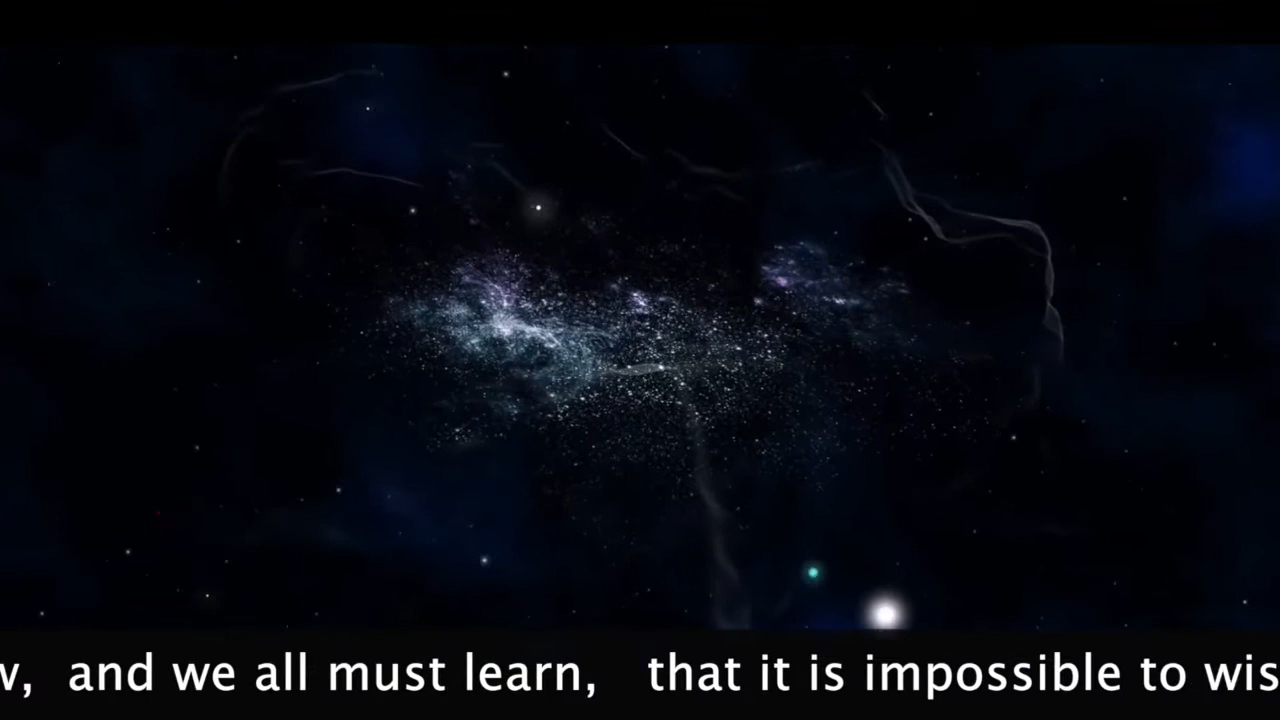 w, and we all must learn, that it is impossible to wis